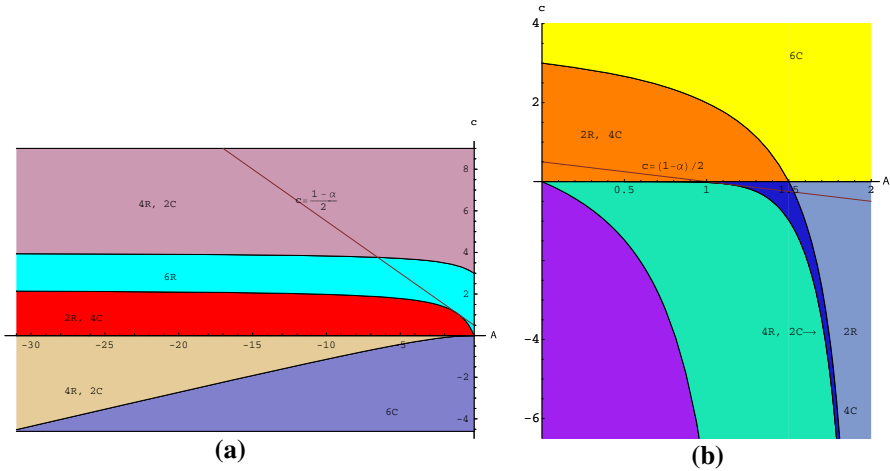 c
8
6
4
2
-2
-4
-30
-20
-10
-5
A
4R, 2C
c=\frac{1-α}{2}
6R
2R, 4C
4R, 2C
6C
(a)
c
4
2
-4
-6
0.5
1
1.5
2
A
6C
2R, 4C
c=(1-α)/2
4R, 2C→
2R
4C
(b)